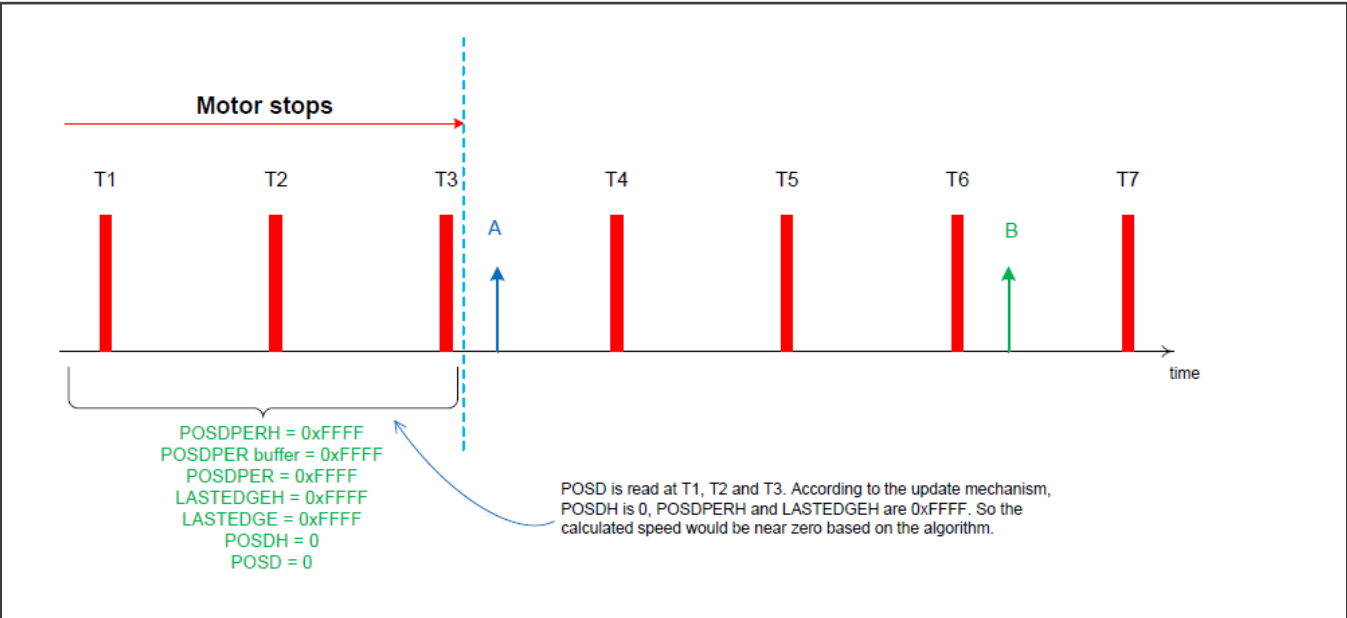 Motor stops
T1 T2 T3 T4 T5 T6 T7
A
B
time
POSDPERH = 0xFFFF
POSDPER buffer = 0xFFFF
POSDPER = 0xFFFF
LASTEDGEH = 0xFFFF
LASTEDGE = 0xFFFF
POSDH = 0
POSD = 0
POSD is read at T1, T2 and T3. According to the update mechanism,
POSDH is 0, POSDPERH and LASTEDGEH are 0xFFFF. So the
calculated speed would be near zero based on the algorithm.